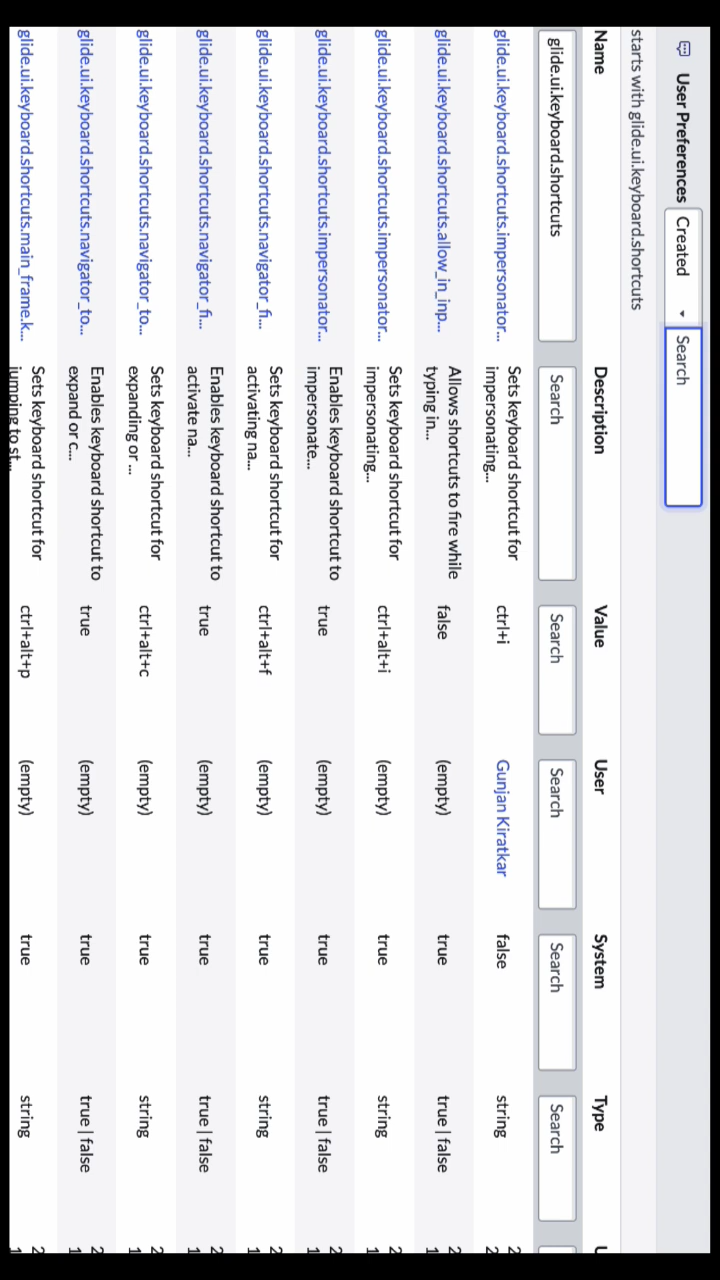 User Preferences Created Search
starts with glide.ui.keyboard.shortcuts
Name Description Value User System Type
glide.ui.keyboard.shortcuts Search Search Search Search Search
glide.ui.keyboard.shortcuts.impersonator... Sets keyboard shortcut for ctrl+i Gunjan Kiratkar false string
impersonating...
glide.ui.keyboard.shortcuts.allow_in_inp... Allows shortcuts to fire while false (empty) true true | false
typing in...
glide.ui.keyboard.shortcuts.impersonator... Sets keyboard shortcut for ctrl+alt+i (empty) true string
impersonating...
glide.ui.keyboard.shortcuts.impersonator... Enables keyboard shortcut to true (empty) true true | false
impersonate...
glide.ui.keyboard.shortcuts.navigator_fi... Sets keyboard shortcut for ctrl+alt+f (empty) true string
activating na...
glide.ui.keyboard.shortcuts.navigator_fi... Enables keyboard shortcut to true (empty) true true | false
activate na...
glide.ui.keyboard.shortcuts.navigator_to... Sets keyboard shortcut for ctrl+alt+c (empty) true string
expanding or ...
glide.ui.keyboard.shortcuts.navigator_to... Enables keyboard shortcut to true (empty) true true | false
expand or c...
glide.ui.keyboard.shortcuts.main_frame.k... Sets keyboard shortcut for ctrl+alt+p (empty) true string
jumping to st...